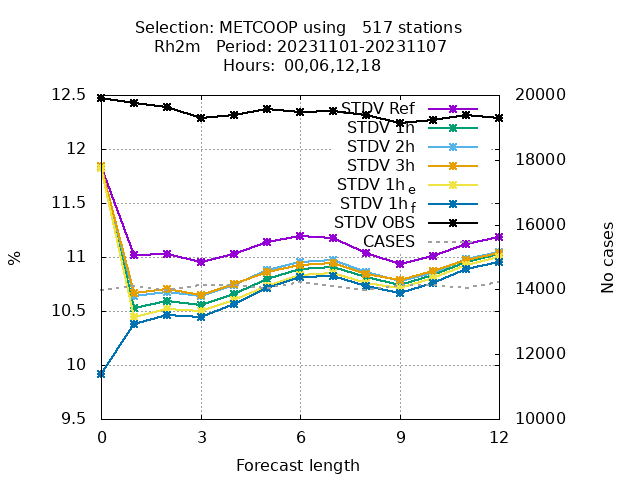 Selection: METCOOP using   517 stations
Rh2m   Period: 20231101-20231107
Hours: 00,06,12,18
12.5
12
11.5
11
10.5
10
9.5
%
20000
18000
16000
14000
12000
10000
No cases
STDV Ref
STDV 1h
STDV 2h
STDV 3h
STDV 1h e
STDV 1h f
STDV OBS
CASES
0 3 6 9 12
Forecast length